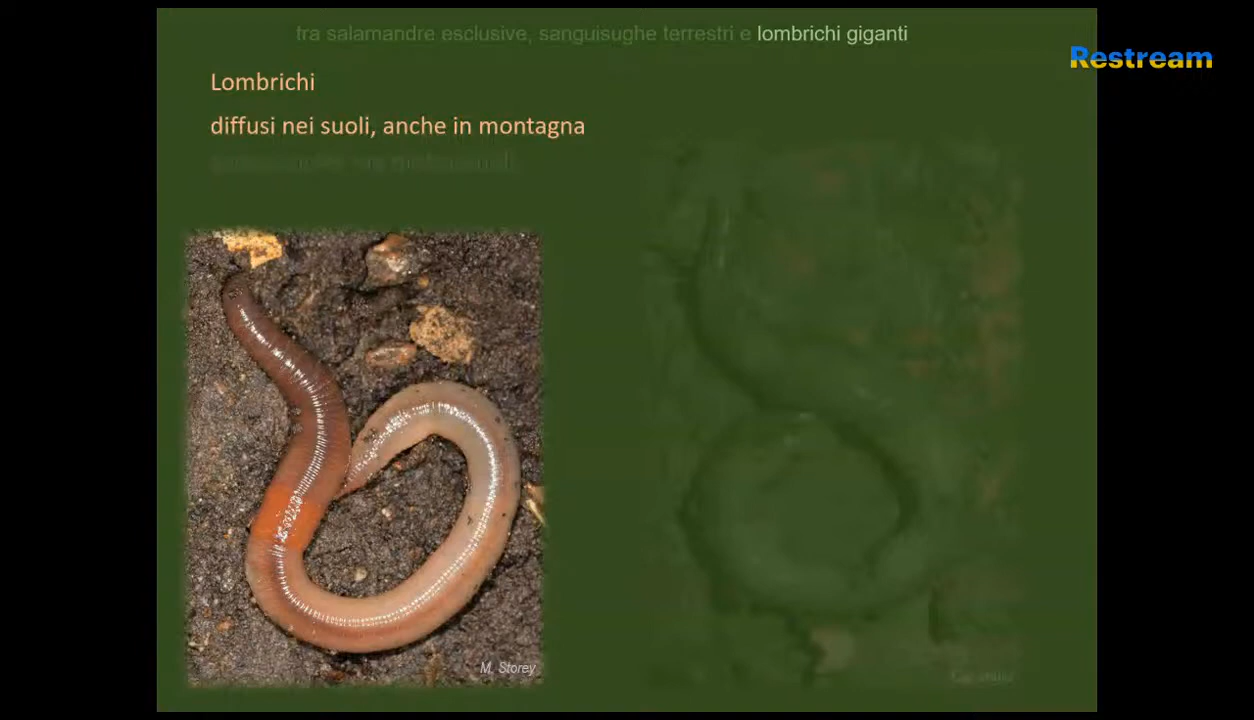 tra salamandre esclusive, sanguisughe terrestri e lombrichi giganti
Restream
Lombrichi
diffusi nei suoli, anche in montagna
M. Storey